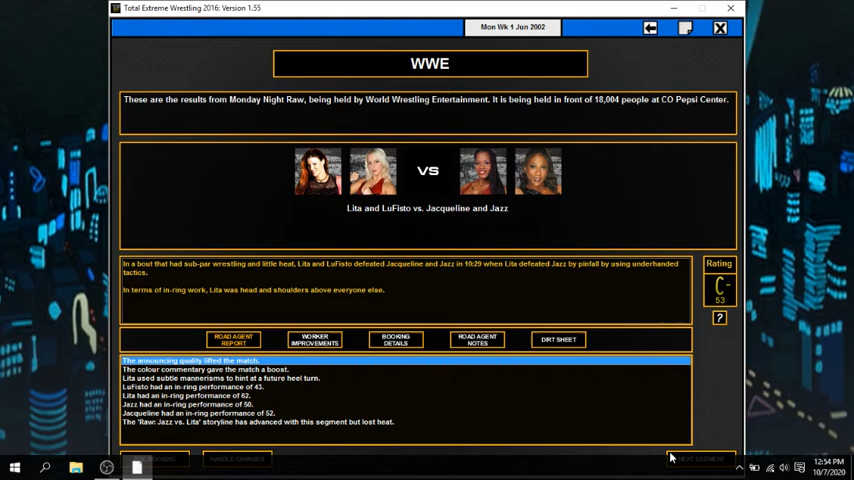 Total Extreme Wrestling 2016: Version 1.55
Mon Wk 1 Jun 2002
WWE
These are the results from Monday Night Raw, being held by World Wrestling Entertainment. It is being held in front of 18,004 people at CO Pepsi Center.
VS
Lita and LuFisto vs. Jacqueline and Jazz
In a bout that had sub-par wrestling and little heat, Lita and LuFisto defeated Jacqueline and Jazz in 10:29 when Lita defeated Jazz by pinfall by using underhanded
tactics.
In terms of in-ring work, Lita was head and shoulders above everyone else.
Rating
C-
53
?
ROAD AGENT REPORT
WORKER IMPROVEMENTS
BOOKING DETAILS
ROAD AGENT NOTES
DIRT SHEET
The announcing quality lifted the match.
The colour commentary gave the match a boost.
Lita used subtle mannerisms to hint at a future heel turn.
LuFisto had an in-ring performance of 43.
Lita had an in-ring performance of 62.
Jazz had an in-ring performance of 50.
Jacqueline had an in-ring performance of 52.
The 'Raw: Jazz vs. Lita' storyline has advanced with this segment but lost heat.
BOOKING
HANDLE CHANGES
NEXT SEGMENT
12:54 PM
10/7/2020